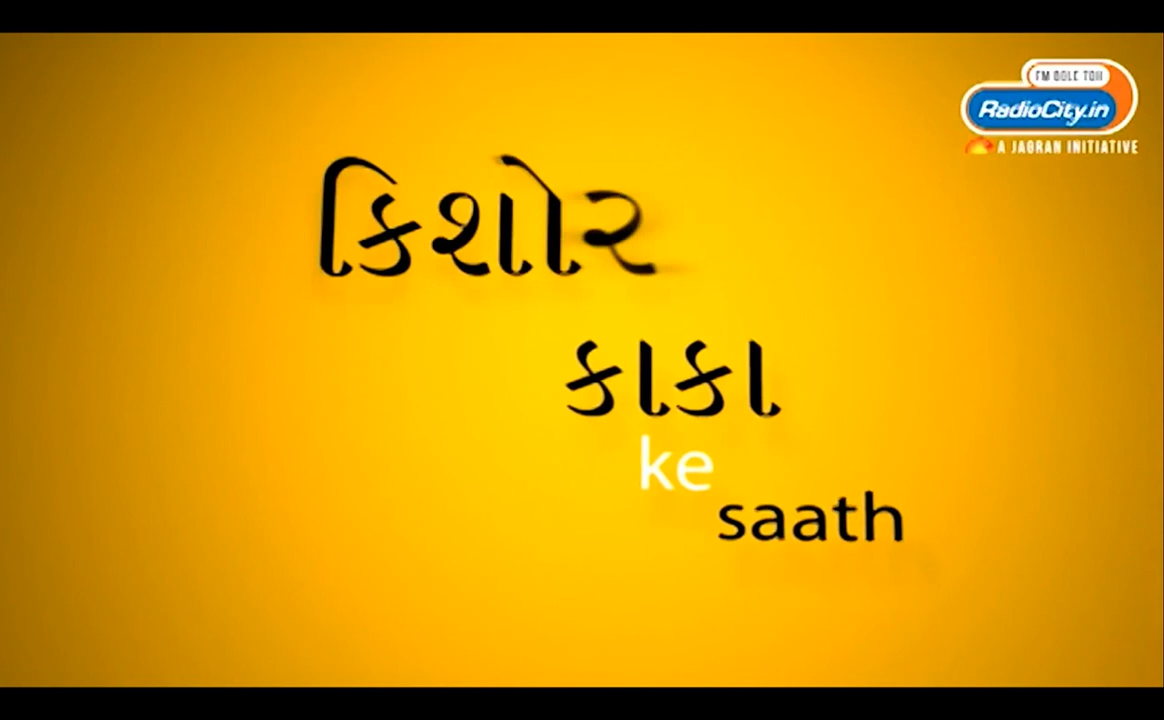 FM BOLE TOH
RadioCity.in
A JAGRAN INITIATIVE
કિશોર
કાકા
ke
saath